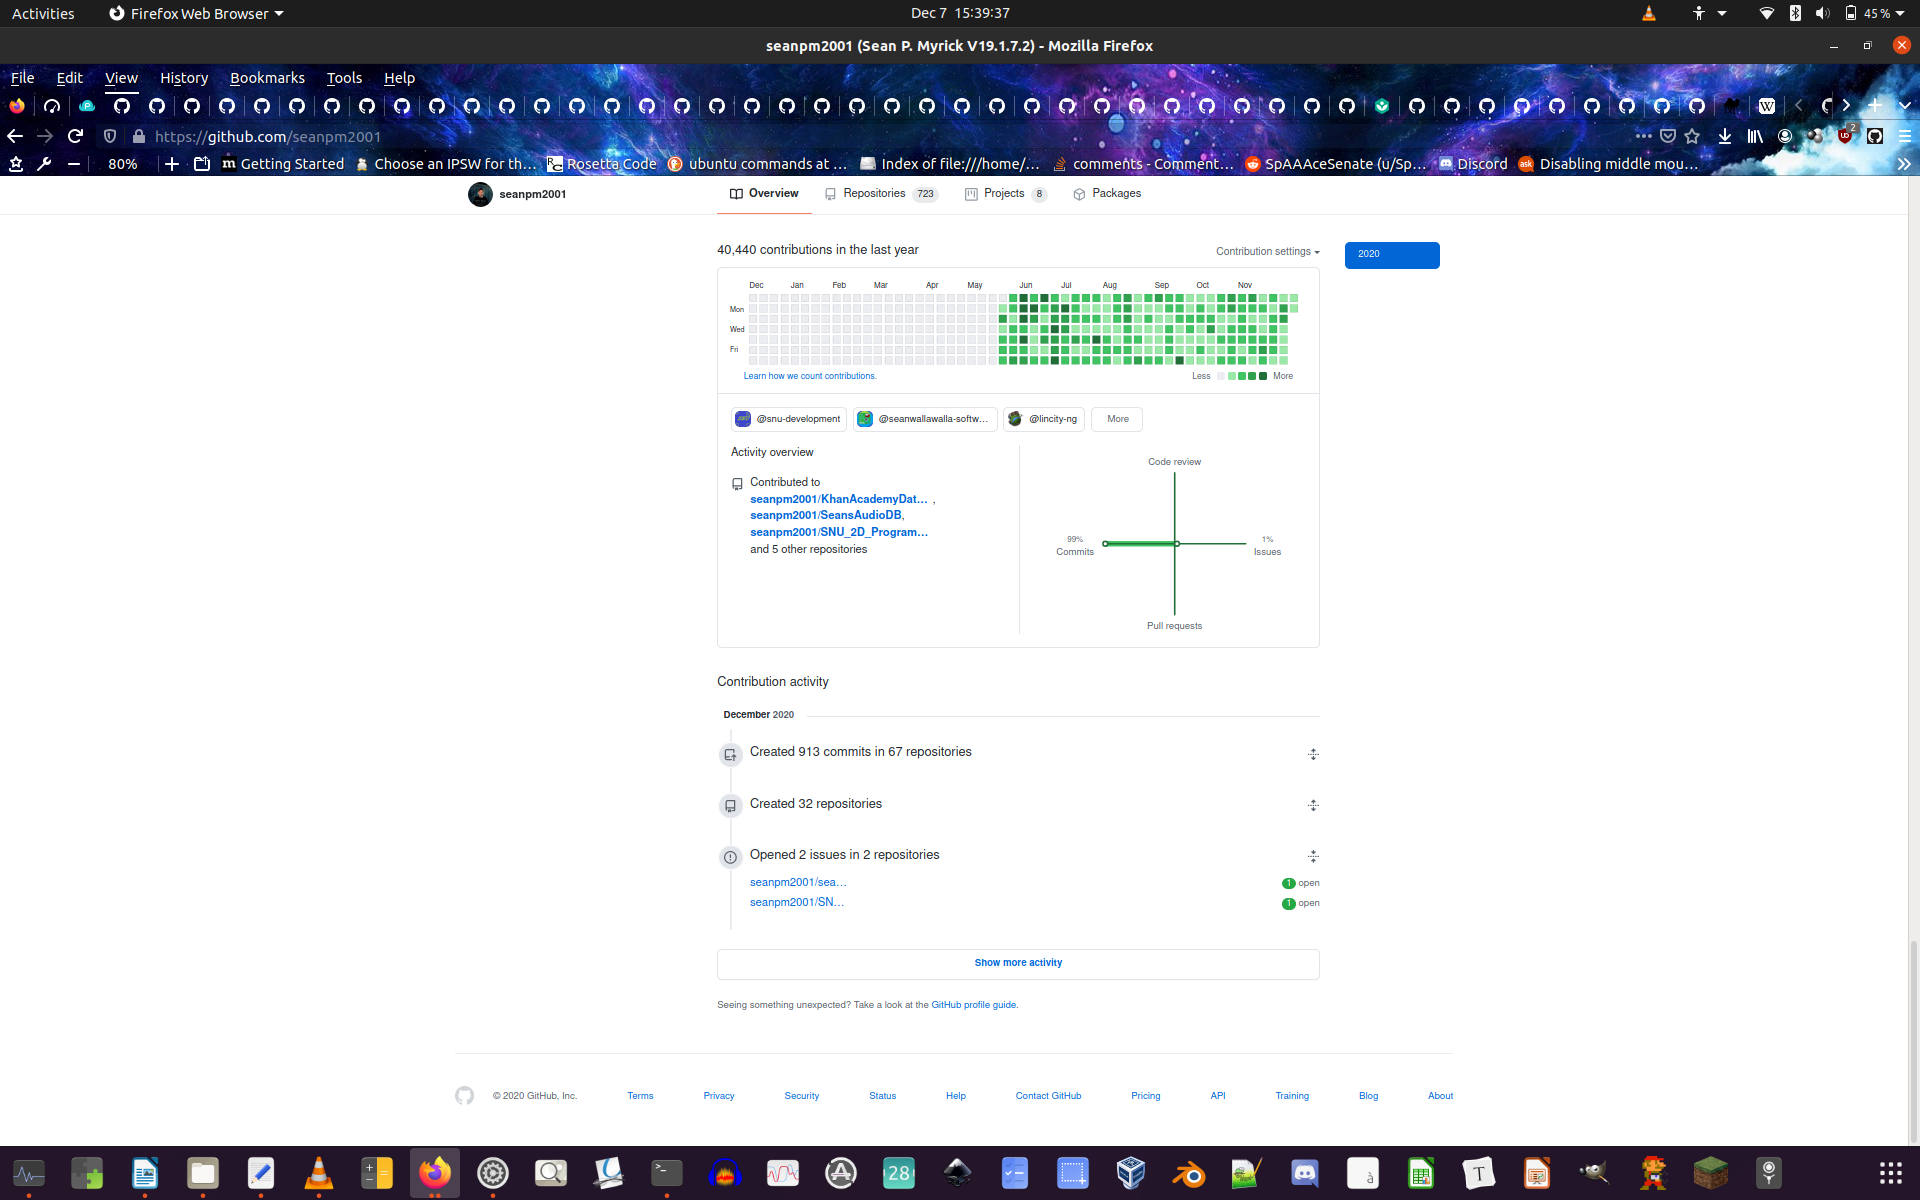 Activities Firefox Web Browser Dec 7 15:39:37 45 %
seanpm2001 (Sean P. Myrick V19.1.7.2) - Mozilla Firefox
File Edit View History Bookmarks Tools Help
https://github.com/seanpm2001 2
80% Getting Started Choose an IPSW for th… Rosetta Code ubuntu commands at … Index of file:///home/… comments - Comment… SpAAAceSenate (u/Sp… Discord Disabling middle mou…
seanpm2001 Overview Repositories 723 Projects 8 Packages
40,440 contributions in the last year Contribution settings 2020
Dec Jan Feb Mar Apr May Jun Jul Aug Sep Oct Nov
Mon
Wed
Fri
Learn how we count contributions. Less More
@snu-development @seanwallawalla-softw… @lincity-ng More
Activity overview
Code review
Contributed to
seanpm2001/KhanAcademyDat… ,
seanpm2001/SeansAudioDB,
seanpm2001/SNU_2D_Program…
and 5 other repositories
99% 1%
Commits Issues
Pull requests
Contribution activity
December 2020
Created 913 commits in 67 repositories
Created 32 repositories
Opened 2 issues in 2 repositories
seanpm2001/sea… 1 open
seanpm2001/SN… 1 open
Show more activity
Seeing something unexpected? Take a look at the GitHub profile guide.
© 2020 GitHub, Inc. Terms Privacy Security Status Help Contact GitHub Pricing API Training Blog About
28